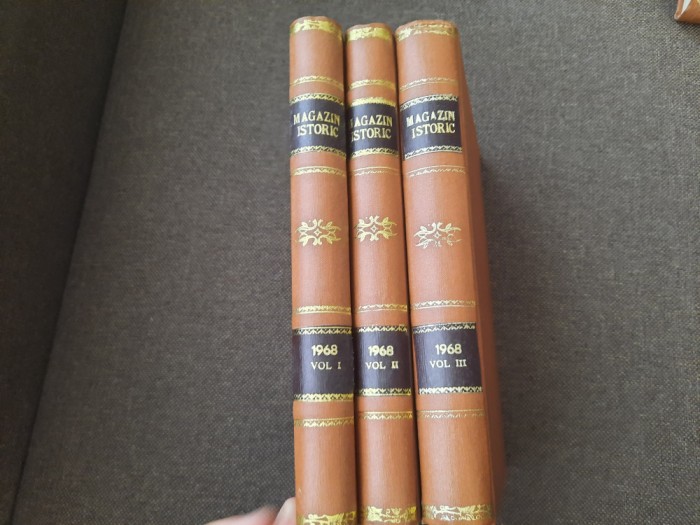 MAGAZIN
ISTORIC
1968
VOL I
MAGAZIN
ISTORIC
1968
VOL II
MAGAZIN
ISTORIC
1968
VOL III